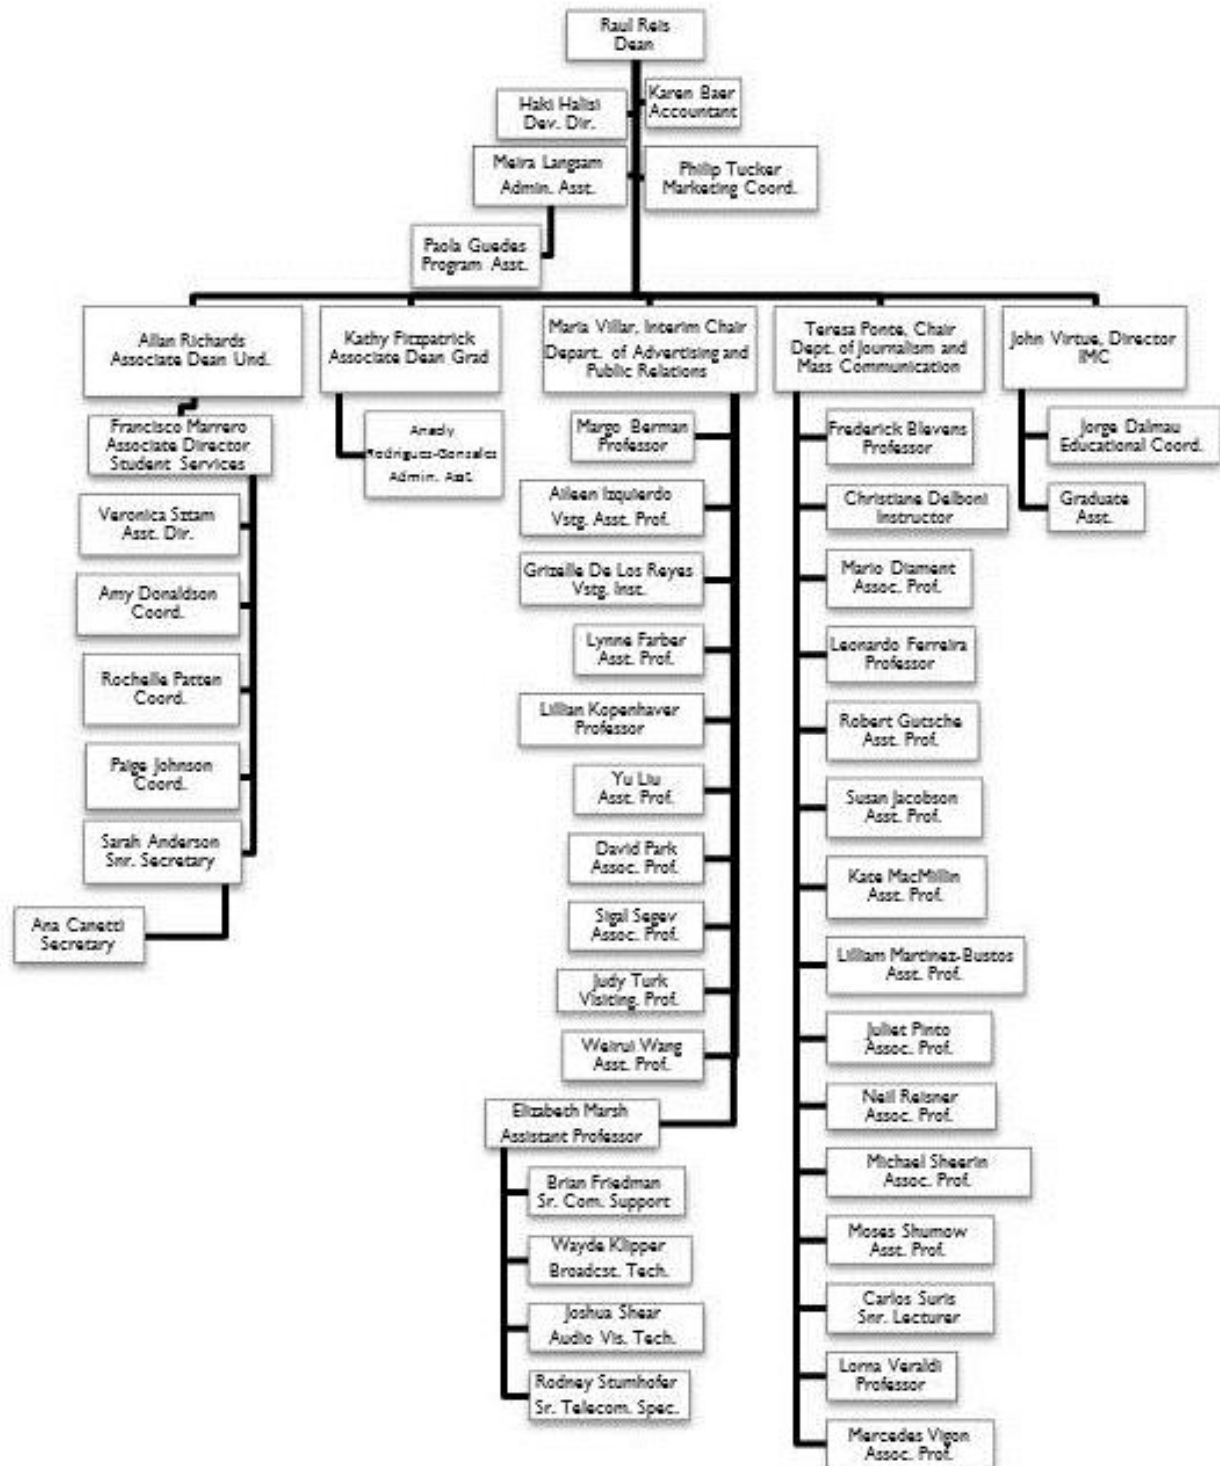 Raul Reis
Dean
Karen Baer
Accountant
Haki Halisi
Dev. Dir.
Meira Langsam
Admin. Asst.
Philip Tucker
Marketing Coord.
Paola Guedes
Program Asst.
Allan Richards
Associate Dean Und.
Kathy Fitzpatrick
Associate Dean Grad
Maria Villar, Interim Chair
Depart. of Advertising and
Public Relations
Teresa Ponte, Chair
Dept. of Journalism and
Mass Communication
John Virtue, Director
IMC
Francisco Marrero
Associate Director
Student Services
Veronica Sztam
Asst. Dir.
Amy Donaldson
Coord.
Rochelle Patten
Coord.
Paige Johnson
Coord.
Sarah Anderson
Snr. Secretary
Ana Canetti
Secretary
Rodriguez-Gonzalez
Admin. Asst.
Margo Berman
Professor
Aileen Izquierdo
Vstg. Asst. Prof.
Grizelle De Los Reyes
Vstg. Inst.
Lynne Farber
Asst. Prof.
Lillian Kopenhaver
Professor
Yu Liu
Asst. Prof.
David Park
Assoc. Prof.
Sigal Segev
Assoc. Prof.
Judy Turk
Visiting. Prof.
Weirui Wang
Asst. Prof.
Elizabeth Marsh
Assistant Professor
Brian Friedman
Sr. Com. Support
Wayde Klipper
Broadcst. Tech.
Joshua Shear
Audio Vis. Tech.
Rodney Stumhofer
Sr. Telecom. Spec.
Frederick Blevens
Professor
Christiane Delboni
Instructor
Mario Diament
Assoc. Prof.
Leonardo Ferreira
Professor
Robert Gutsche
Asst. Prof.
Susan Jacobson
Asst. Prof.
Kate MacMillin
Asst. Prof.
Lilliam Martinez-Bustos
Asst. Prof.
Juliet Pinto
Assoc. Prof.
Neil Reisner
Assoc. Prof.
Michael Sheerin
Assoc. Prof.
Moses Shumow
Asst. Prof.
Carlos Suris
Snr. Lecturer
Lorna Veraldi
Professor
Mercedes Vigon
Assoc. Prof.
Jorge Dalmau
Educational Coord.
Graduate
Asst.